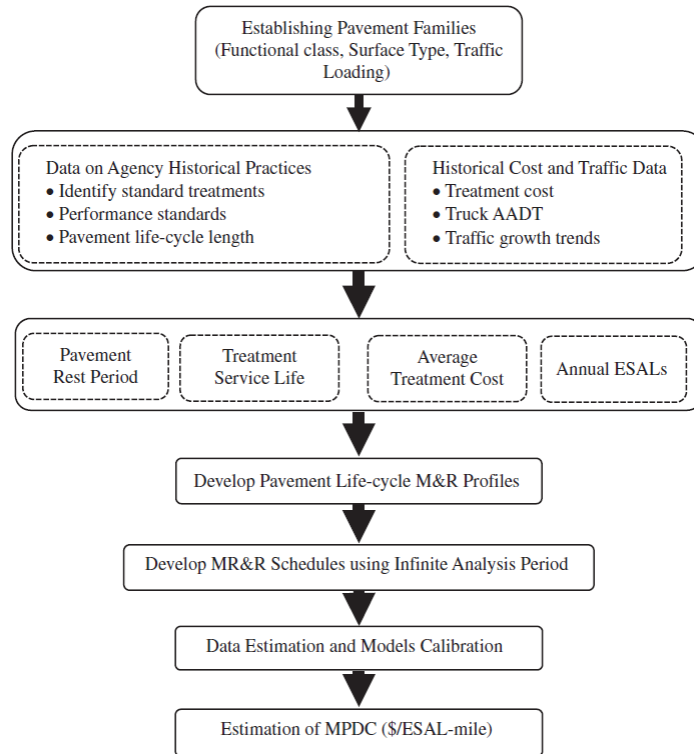 Establishing Pavement Families
(Functional class, Surface Type, Traffic
Loading)
Data on Agency Historical Practices
• Identify standard treatments
• Performance standards
• Pavement life-cycle length
Historical Cost and Traffic Data
• Treatment cost
• Truck AADT
• Traffic growth trends
Pavement
Rest Period
Treatment
Service Life
Average
Treatment Cost
Annual ESALs
Develop Pavement Life-cycle M&R Profiles
Develop MR&R Schedules using Infinite Analysis Period
Data Estimation and Models Calibration
Estimation of MPDC ($/ESAL-mile)